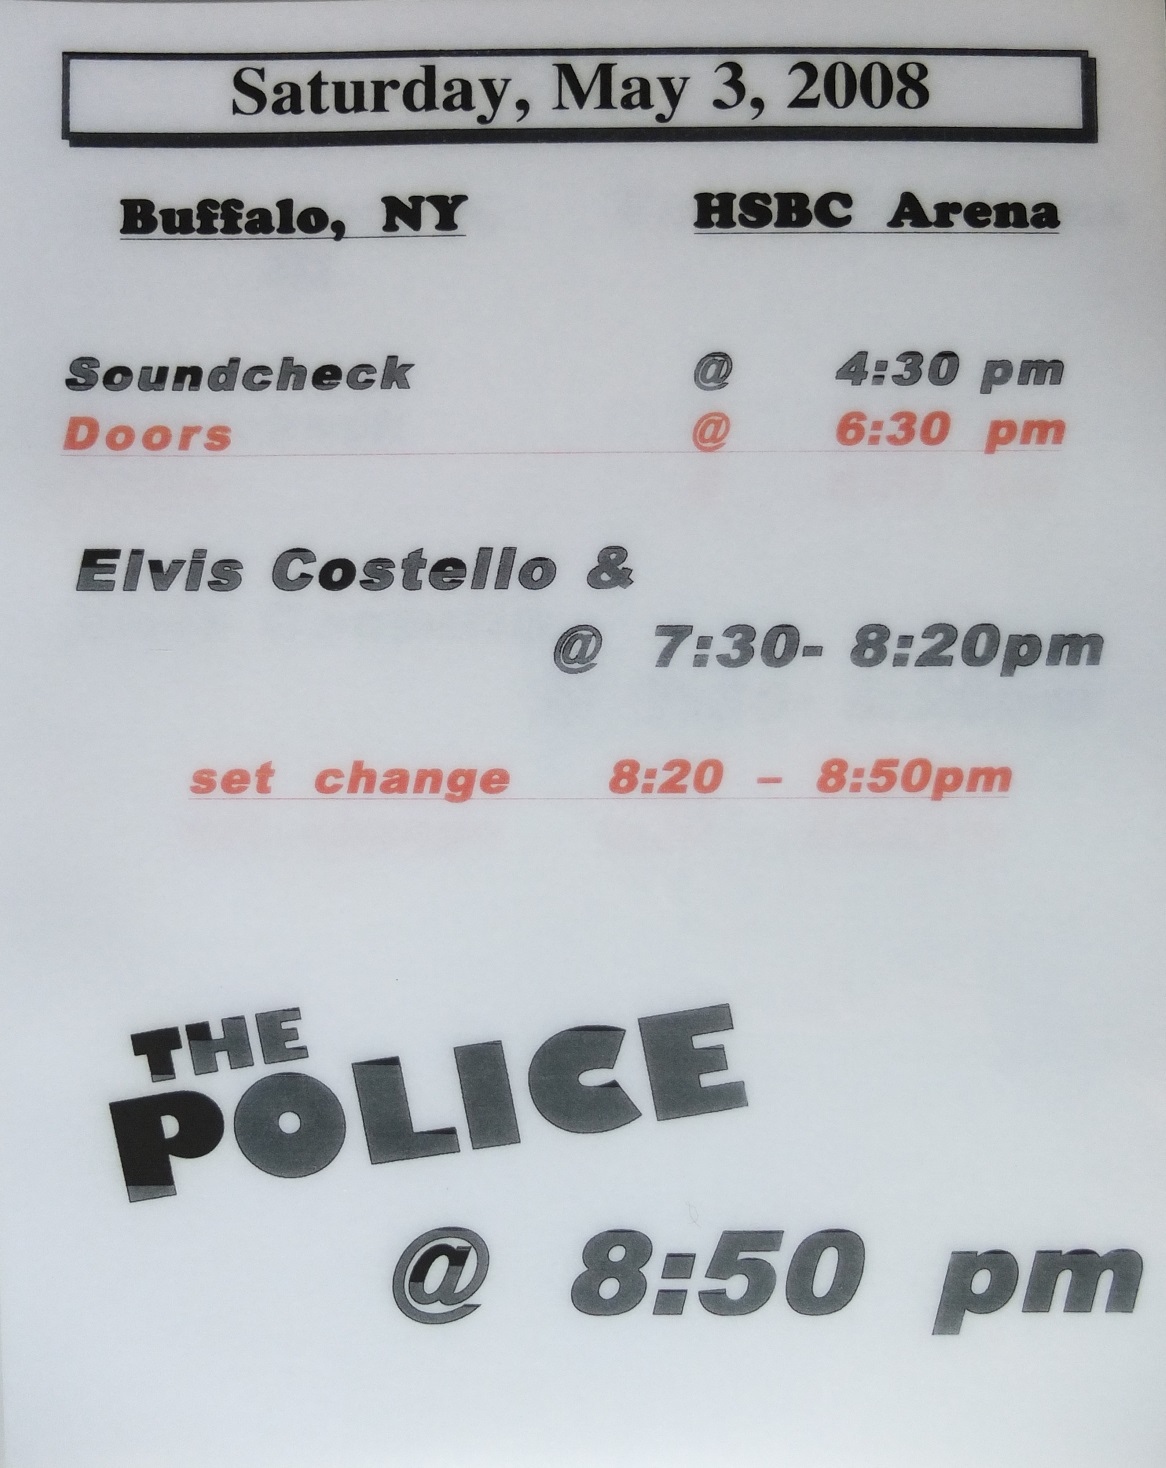 Saturday, May 3, 2008
Buffalo, NY HSBC Arena
Soundcheck @ 4:30 pm
Doors @ 6:30 pm
Elvis Costello &
@ 7:30- 8:20pm
set change 8:20 – 8:50pm
THE
POLICE
@ 8:50 pm